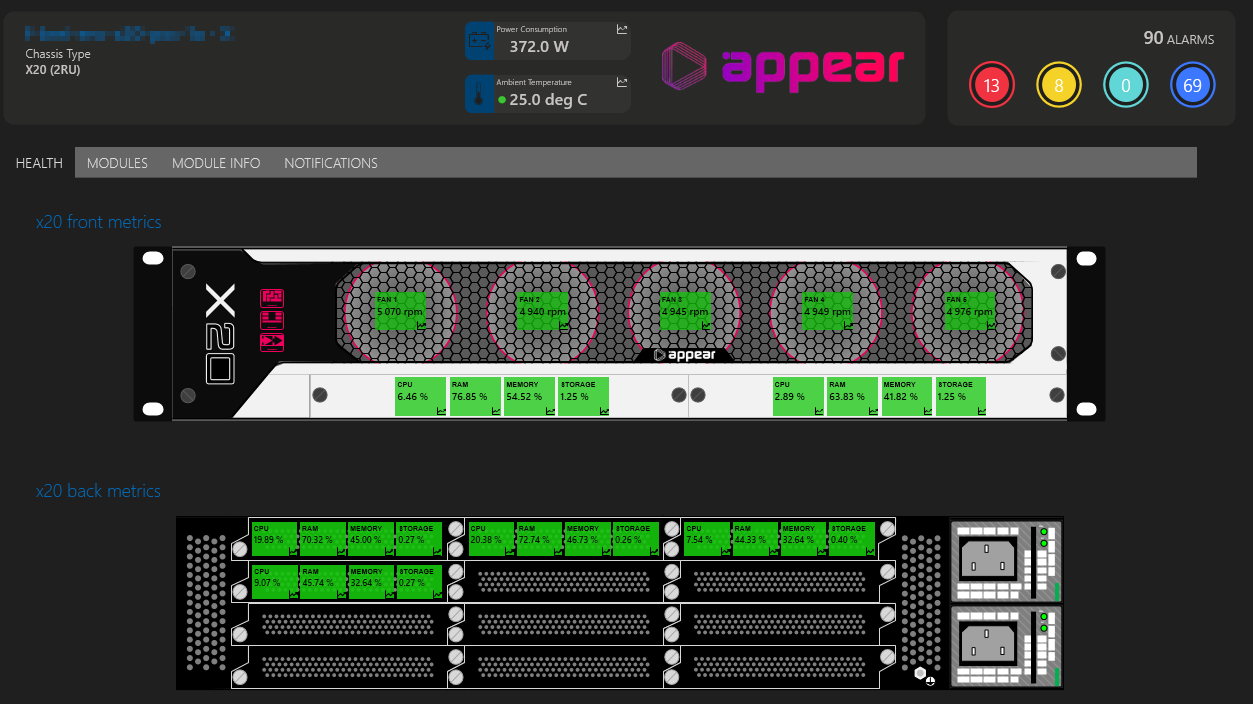 Chassis Type
X20 (2RU)
Power Consumption
372.0 W
Ambient Temperature
25.0 deg C
appear
90 ALARMS
13 8 0 69
HEALTH MODULES MODULE INFO NOTIFICATIONS
x20 front metrics
X20
FAN 1
5 070 rpm
FAN 2
4 940 rpm
FAN 3
4 945 rpm
FAN 4
4 949 rpm
4 976 rpm
appear
CPU RAM MEMORY STORAGE
6.46 % 76.85 % 54.52 % 1.25 %
CPU RAM MEMORY STORAGE
2.89 % 63.83 % 41.82 % 1.25 %
x20 back metrics
CPU RAM MEMORY STORAGE
19.89 % 70.32 % 45.00 % 0.27 %
CPU RAM MEMORY STORAGE
20.38 % 72.74 % 46.73 % 0.26 %
CPU RAM MEMORY STORAGE
7.54 % 44.33 % 32.64 % 0.40 %
CPU RAM MEMORY STORAGE
9.07 % 45.74 % 32.64 % 0.27 %